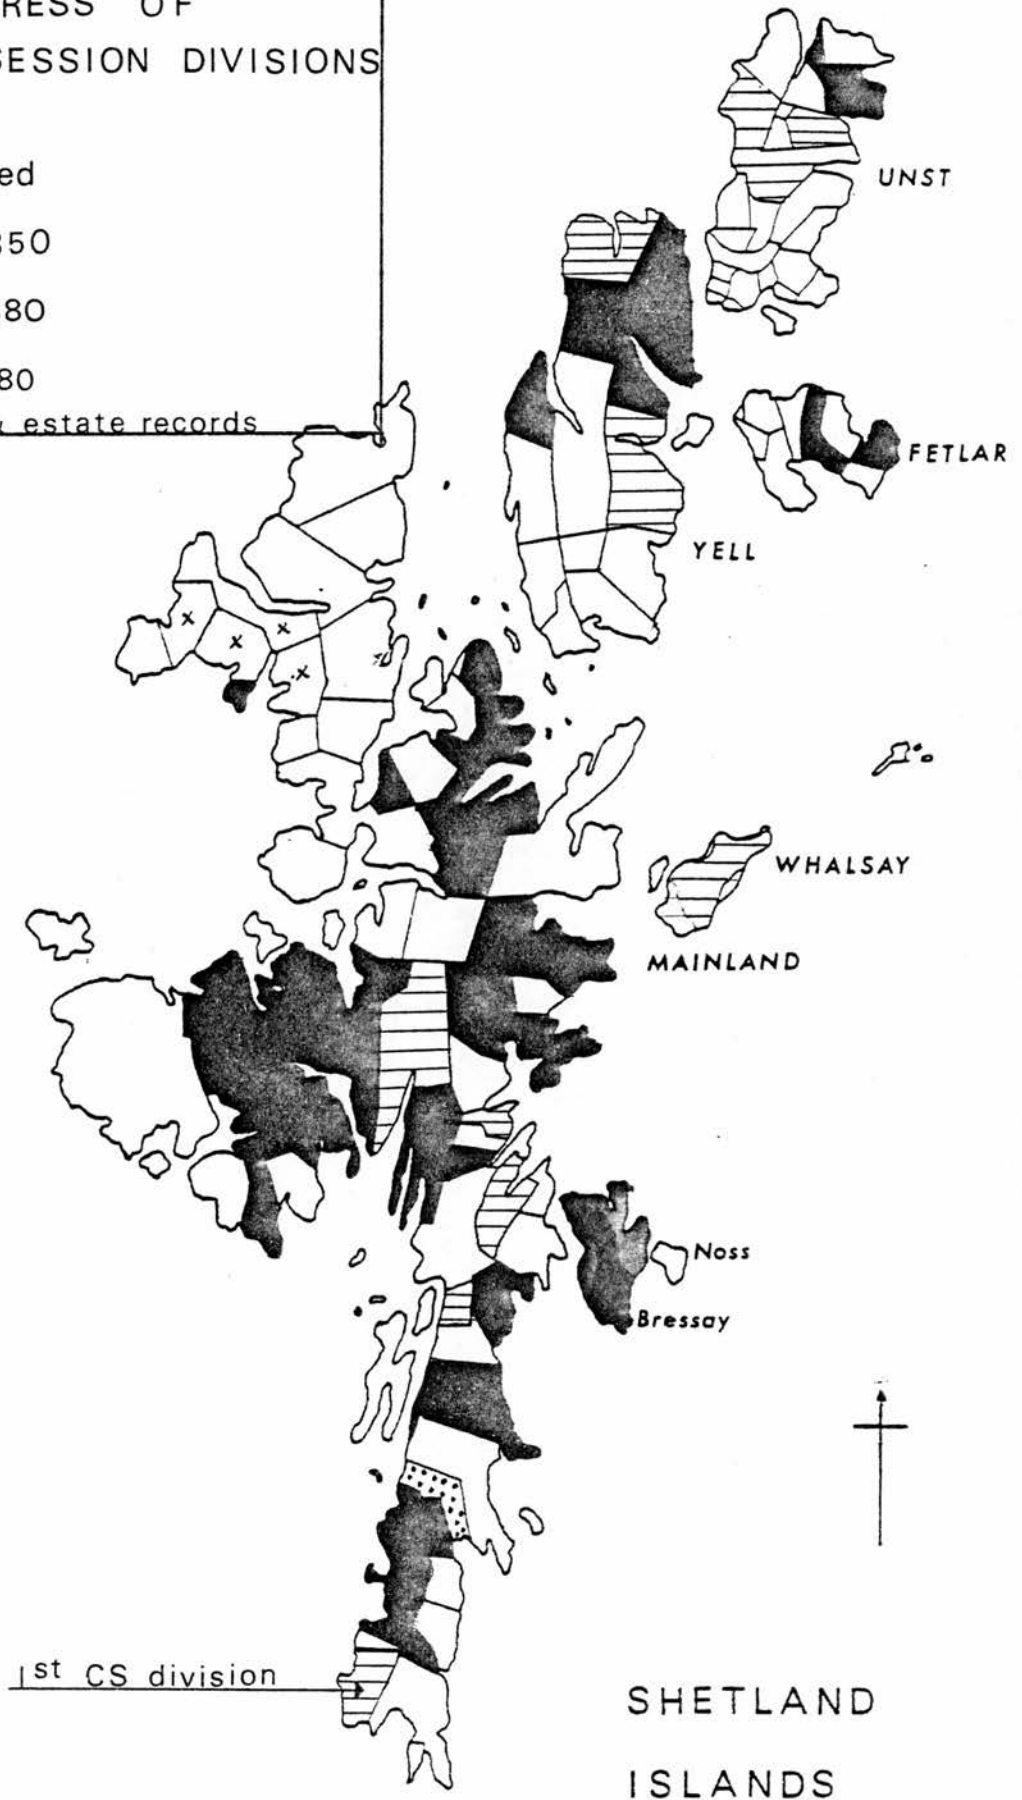 RESS OF
SESSION DIVISIONS
ed
50
80
80
& estate records
UNST
FETLAR
YELL
x
x
x
x
WHALSAY
MAINLAND
Noss
Bressay
1st CS division
SHETLAND
ISLANDS